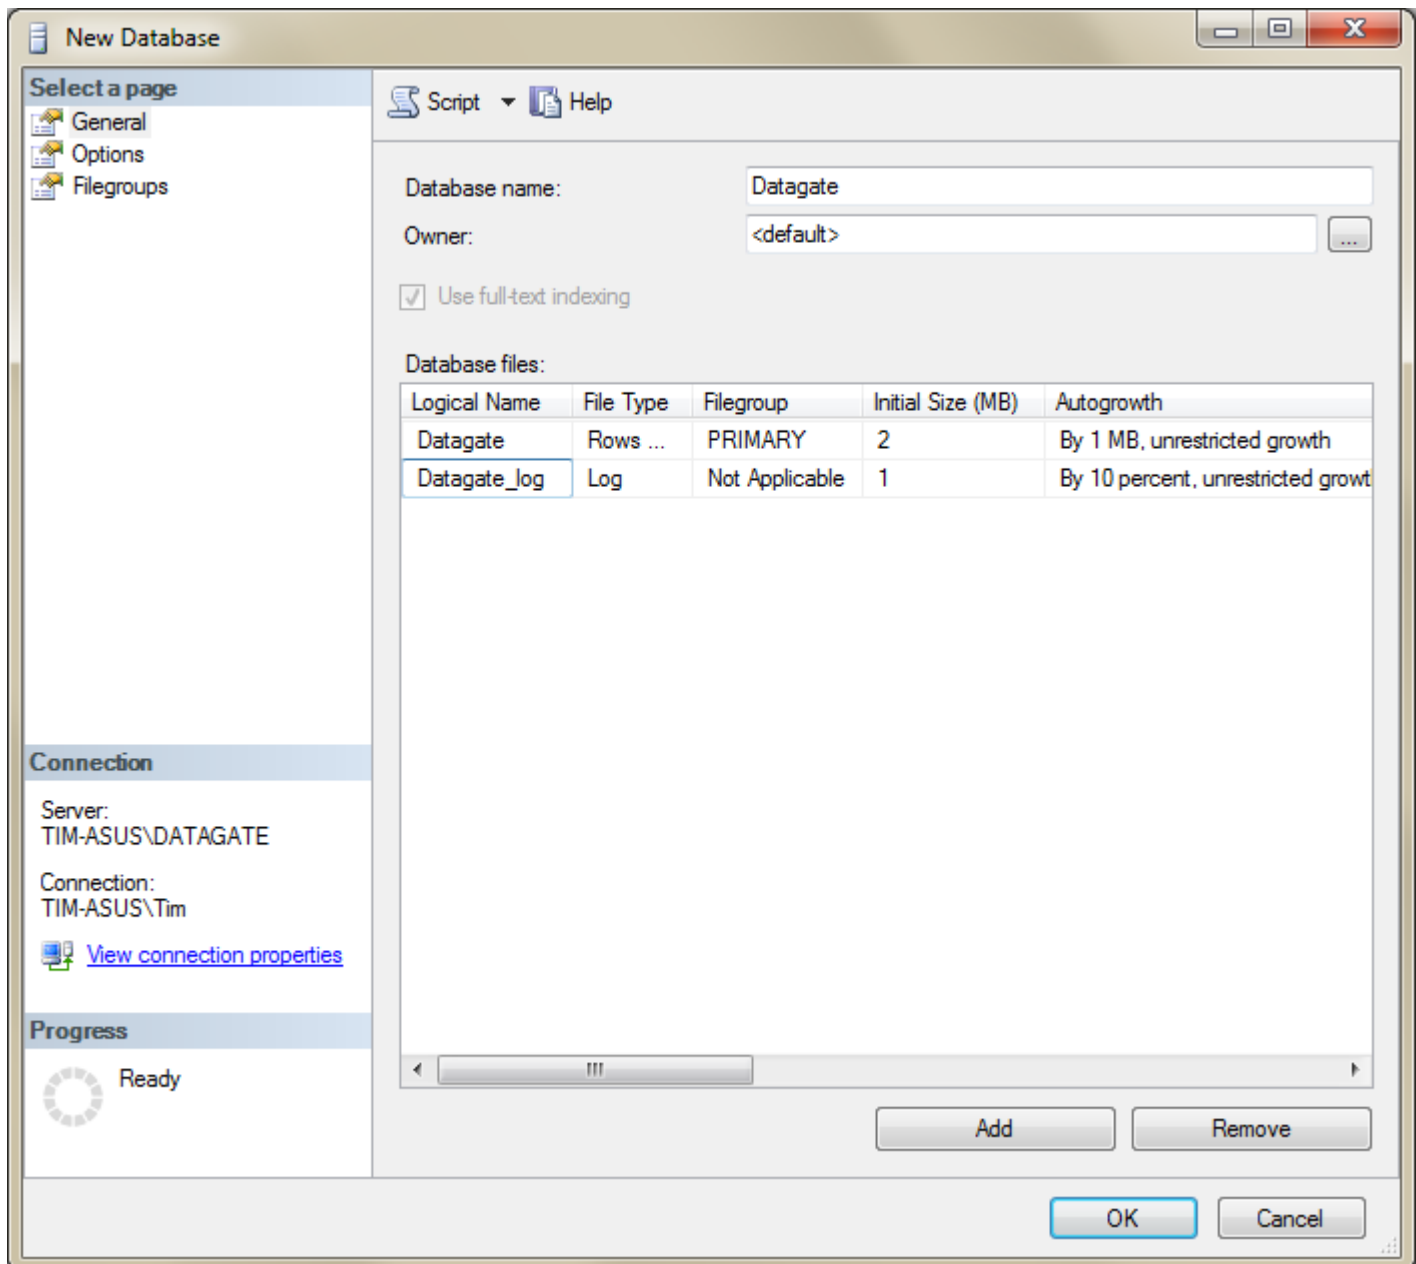 New Database
Select a page
General
Options
Filegroups
Script Help
Database name: Datagate
Owner: <default> ...
Use full-text indexing
Database files:
Logical Name File Type Filegroup Initial Size (MB) Autogrowth
Datagate Rows ... PRIMARY 2 By 1 MB, unrestricted growth
Datagate_log Log Not Applicable 1 By 10 percent, unrestricted growt
Connection
Server:
TIM-ASUS\DATAGATE
Connection:
TIM-ASUS\Tim
View connection properties
Progress
Ready
Add Remove
OK Cancel